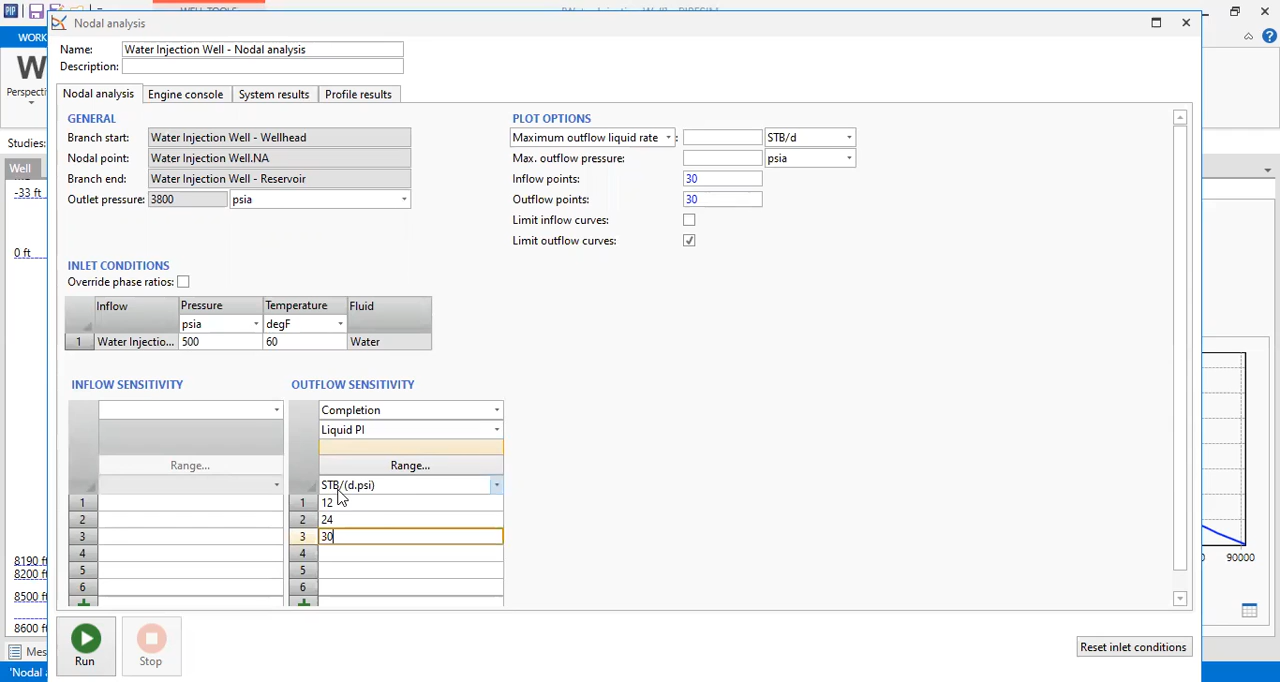 PIP
WELL TOOLS
Nodal analysis
WORK
Name: Water Injection Well - Nodal analysis
Description:
Perspecti
Nodal analysis Engine console System results Profile results
GENERAL PLOT OPTIONS
Branch start: Water Injection Well - Wellhead Maximum outflow liquid rate : STB/d
Nodal point: Water Injection Well.NA Max. outflow pressure: psia
Branch end: Water Injection Well - Reservoir Inflow points: 30
Outlet pressure: 3800 psia Outflow points: 30
Limit inflow curves:
Limit outflow curves:
Studies:
Well
-33 ft
0 ft
INLET CONDITIONS
Override phase ratios:
Inflow Pressure Temperature Fluid
psia degF
1 Water Injectio... 500 60 Water
INFLOW SENSITIVITY OUTFLOW SENSITIVITY
Completion
Liquid PI
Range... Range...
STB/(d.psi)
1 1 12
2 2 24
3 3 30
4 4
5 5
6 6
8190 ft
8200 ft
8500 ft
8600 ft
90000
Run Stop Reset inlet conditions
Mes
'Nodal a